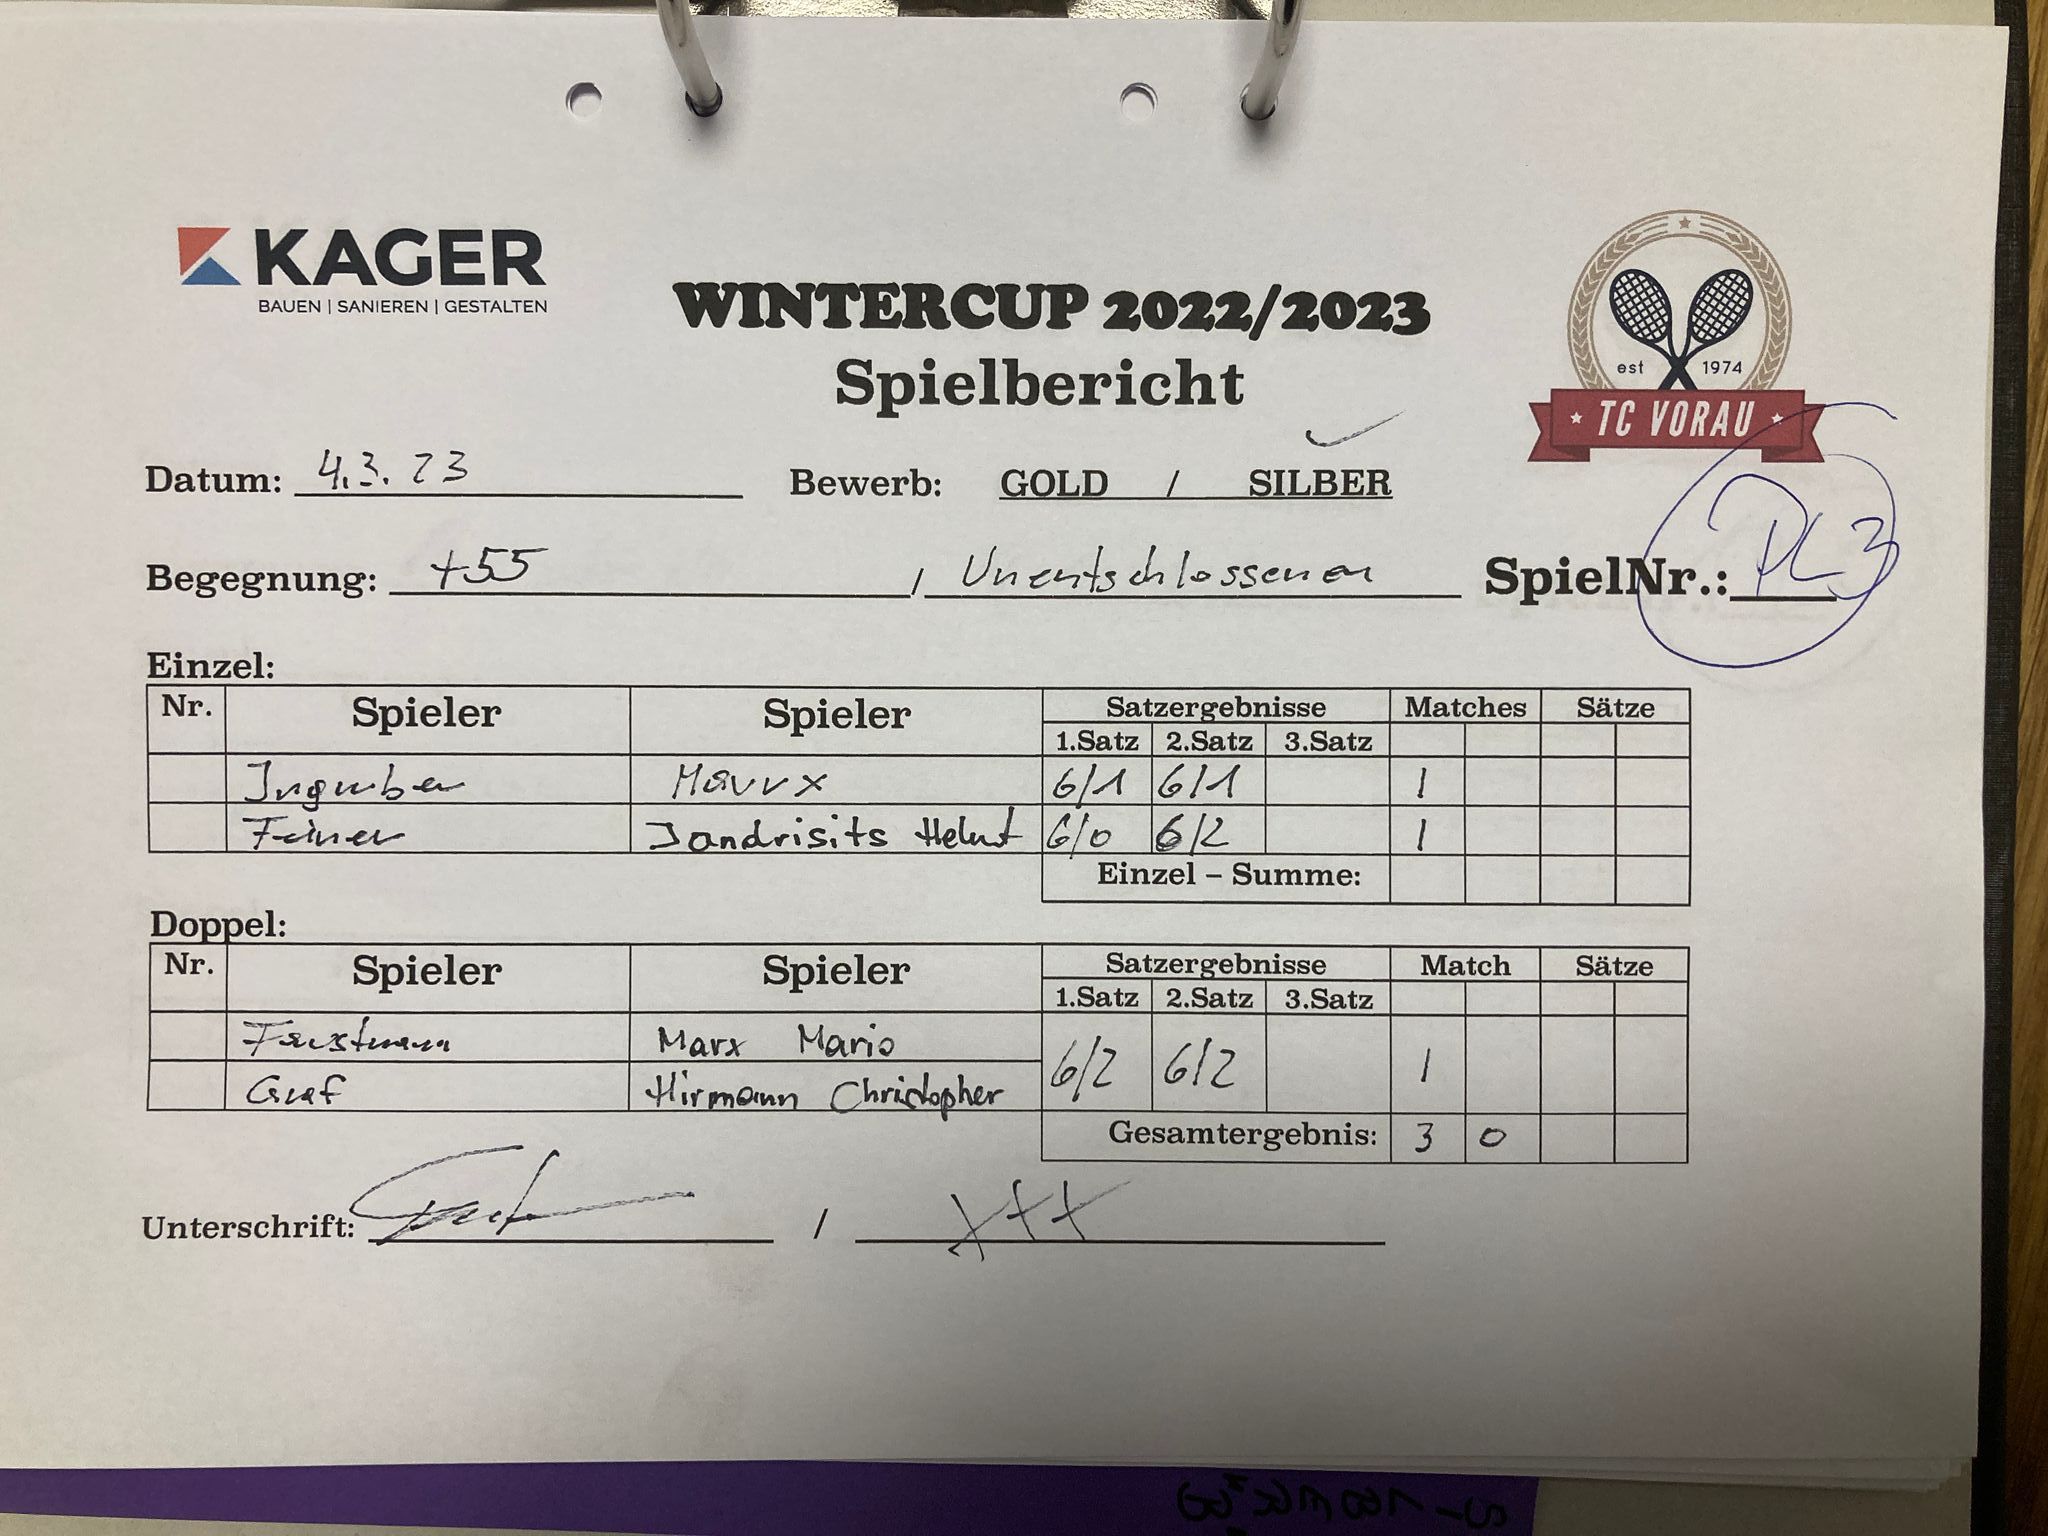 KAGER
BAUEN | SANIEREN | GESTALTEN
WINTERCUP 2022/2023
Spielbericht
est 1974
TC VORAU
Datum: 4.3.23 Bewerb: GOLD / SILBER
Begegnung: +55 / Unentschlossenen SpielNr.: PL3
Einzel:
Nr. Spieler Spieler Satzergebnisse Matches Sätze
1.Satz 2.Satz 3.Satz
6/1 6/1 1
Feiner Jandrisits Helmut 6/0 6/2 1
Einzel – Summe:
Doppel:
Nr. Spieler Spieler Satzergebnisse Match Sätze
1.Satz 2.Satz 3.Satz
Faustmann Marx Mario 6/2 6/2 1
Graf Hirmann Christopher
Gesamtergebnis: 3 0
Unterschrift: / XXX